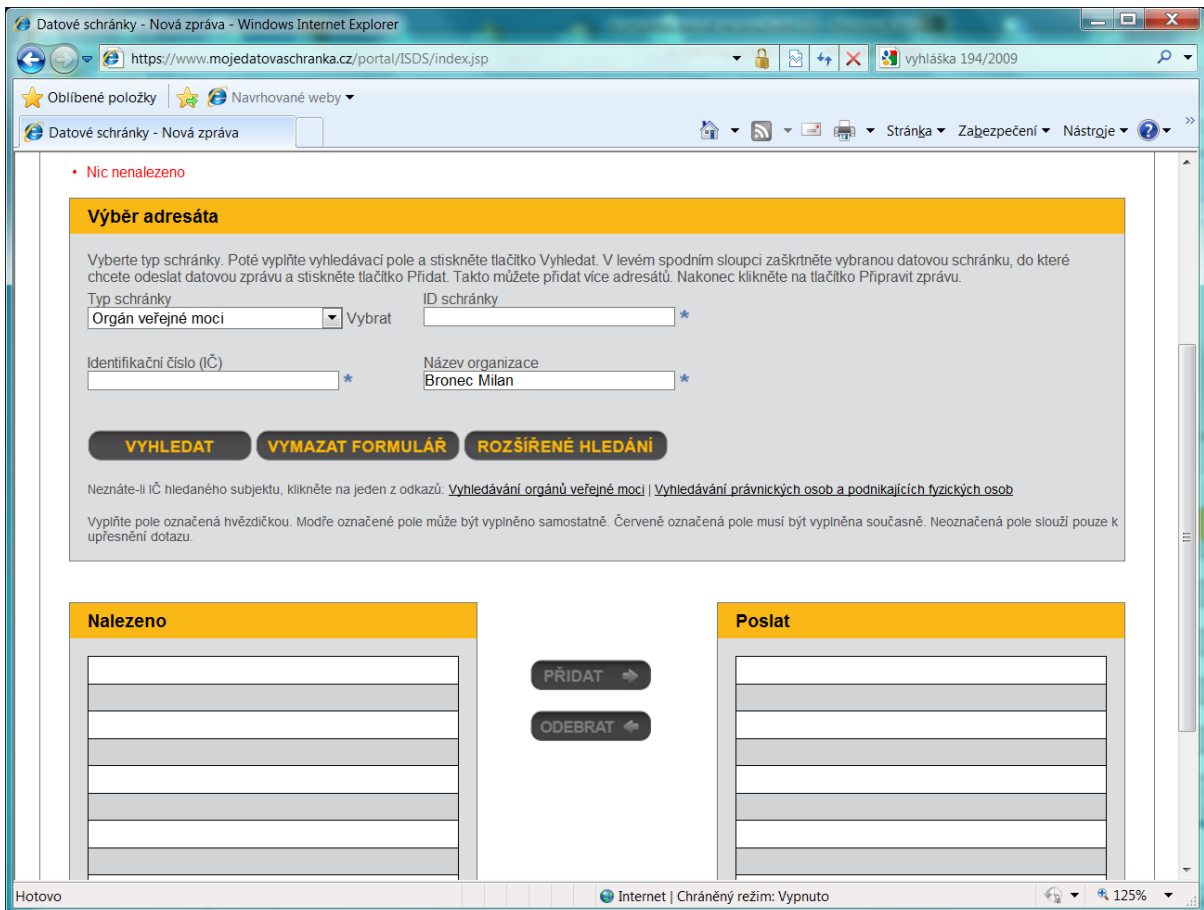 Datové schránky - Nová zpráva - Windows Internet Explorer
https://www.mojedatovaschranka.cz/portal/ISDS/index.jsp
vyhláška 194/2009
Oblíbené položky
Navrhované weby
Datové schránky - Nová zpráva
Stránka
Zabezpečení
Nástroje
»
• Nic nenalezeno
Výběr adresáta
Vyberte typ schránky. Poté vyplňte vyhledávací pole a stiskněte tlačítko Vyhledat. V levém spodním sloupci zaškrtněte vybranou datovou schránku, do které
chcete odeslat datovou zprávu a stiskněte tlačítko Přidat. Takto můžete přidat více adresátů. Nakonec klikněte na tlačítko Připravit zprávu.
Typ schránky
ID schránky
Orgán veřejné moci
Vybrat
*
Identifikační číslo (IČ)
Název organizace
*
Bronec Milan
*
VYHLEDAT
VYMAZAT FORMULÁŘ
ROZŠÍŘENÉ HLEDÁNÍ
Neznáte-li IČ hledaného subjektu, klikněte na jeden z odkazů: Vyhledávání orgánů veřejné moci | Vyhledávání právnických osob a podnikajících fyzických osob
Vyplňte pole označená hvězdičkou. Modře označené pole může být vyplněno samostatně. Červeně označená pole musí být vyplněna současně. Neoznačená pole slouží pouze k
upřesnění dotazu.
Nalezeno
Poslat
PŘIDAT
ODEBRAT
Hotovo
Internet | Chráněný režim: Vypnuto
125%